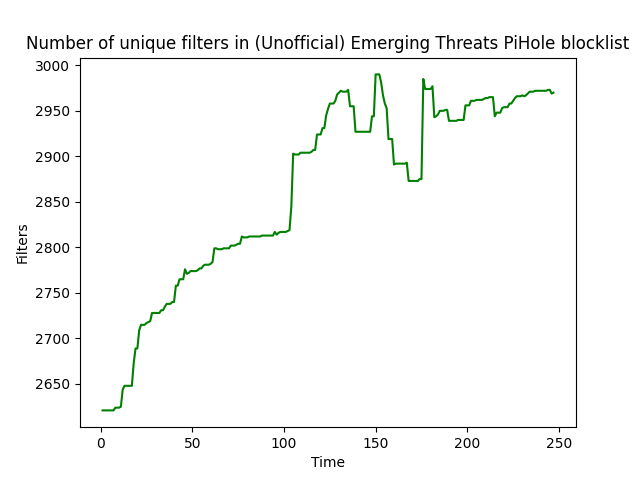 Number of unique filters in (Unofficial) Emerging Threats PiHole blocklist
3000
2950
2900
2850
2800
2750
2700
2650
Filters
0 50 100 150 200 250
Time